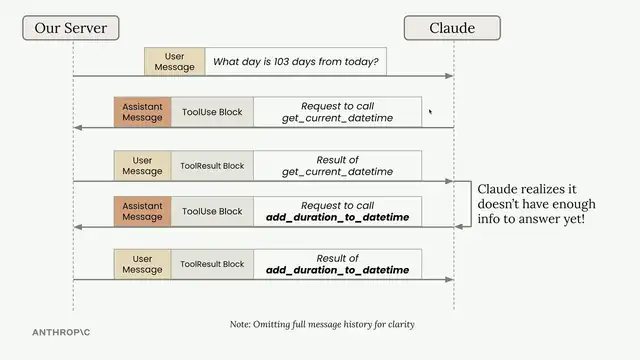 Our Server
Claude
User
Message
What day is 103 days from today?
Assistant
Message
ToolUse Block
Request to call
get_current_datetime
User
Message
ToolResult Block
Result of
get_current_datetime
Claude realizes it
doesn't have enough
info to answer yet!
Assistant
Message
ToolUse Block
Request to call
add_duration_to_datetime
User
Message
ToolResult Block
Result of
add_duration_to_datetime
Note: Omitting full message history for clarity
ANTHROP\C